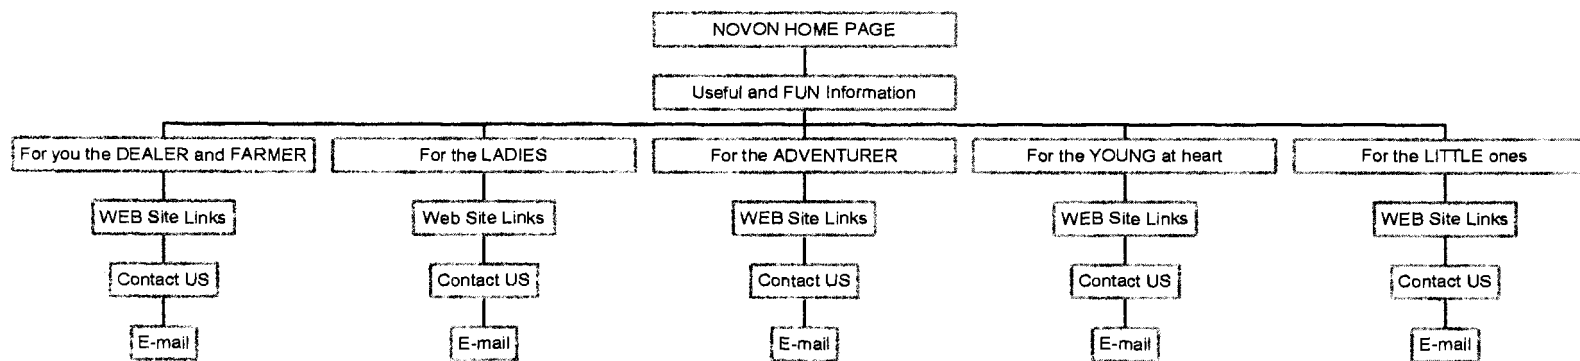 NOVON HOME PAGE
Useful and FUN Information
For you the DEALER and FARMER
For the LADIES
For the ADVENTURER
For the YOUNG at heart
For the LITTLE ones
WEB Site Links
Web Site Links
WEB Site Links
WEB Site Links
WEB Site Links
Contact US
Contact US
Contact US
Contact US
Contact US
E-mail
E-mail
E-mail
E-mail
E-mail